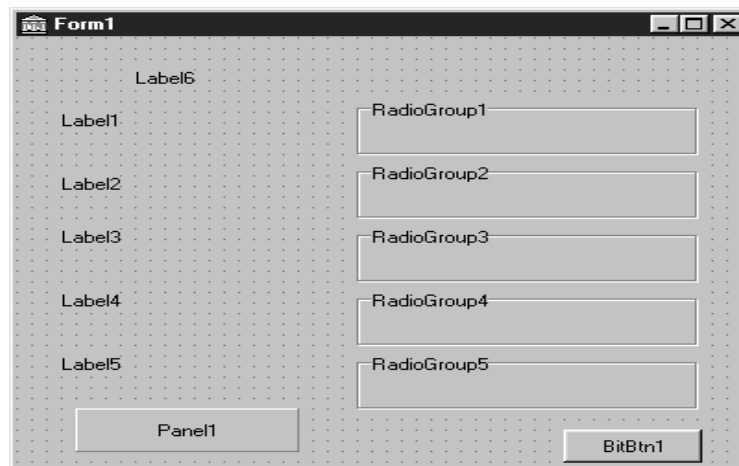 Form1
Label6
Label1
RadioGroup1
Label2
RadioGroup2
Label3
RadioGroup3
Label4
RadioGroup4
Label5
RadioGroup5
Panel1
BitBtn1